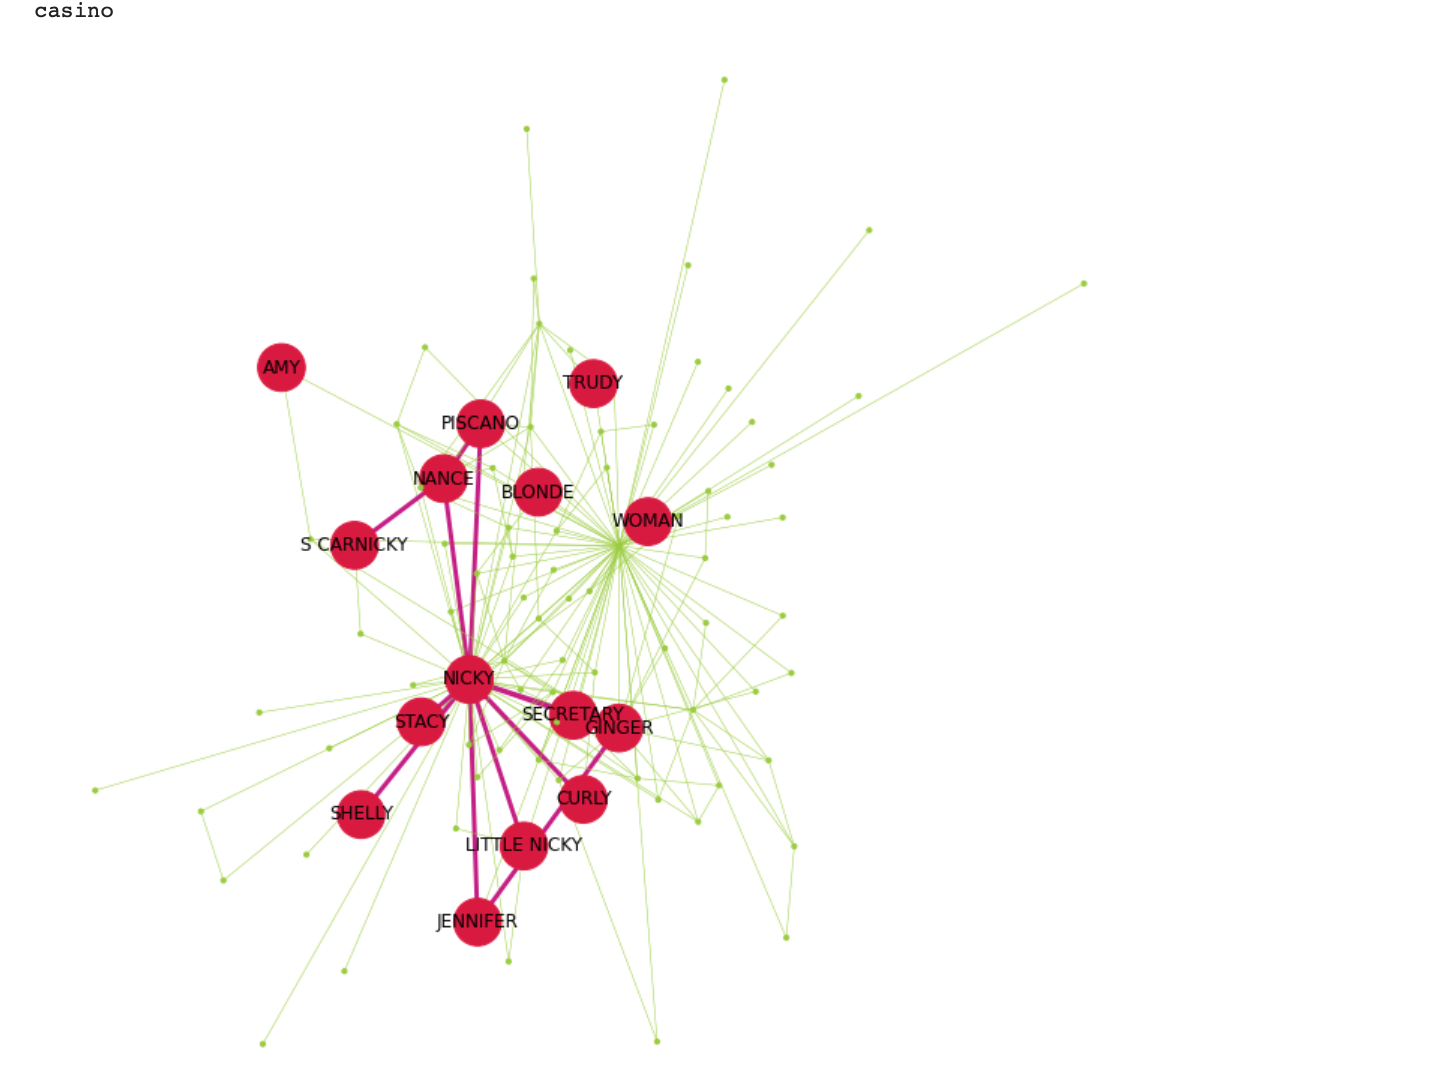 casino
AMY
TRUDY
PISCANO
NANCE
BLONDE
WOMAN
S CARNICKY
NICKY
STACY
SECRETARY
GINGER
CURLY
SHELLY
LITTLE NICKY
JENNIFER